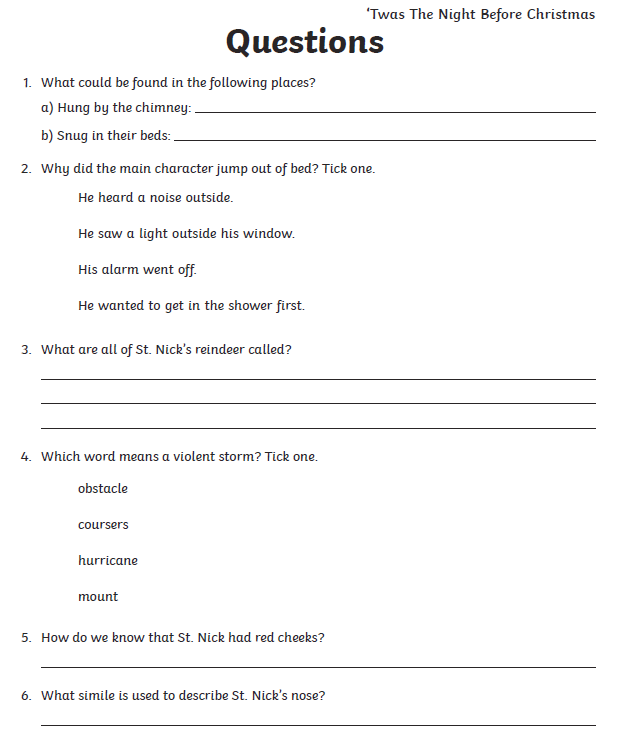 ‘Twas The Night Before Christmas
Questions
1. What could be found in the following places?
a) Hung by the chimney:
b) Snug in their beds:
2. Why did the main character jump out of bed? Tick one.
He heard a noise outside.
He saw a light outside his window.
His alarm went off.
He wanted to get in the shower first.
3. What are all of St. Nick’s reindeer called?
4. Which word means a violent storm? Tick one.
obstacle
coursers
hurricane
mount
5. How do we know that St. Nick had red cheeks?
6. What simile is used to describe St. Nick’s nose?